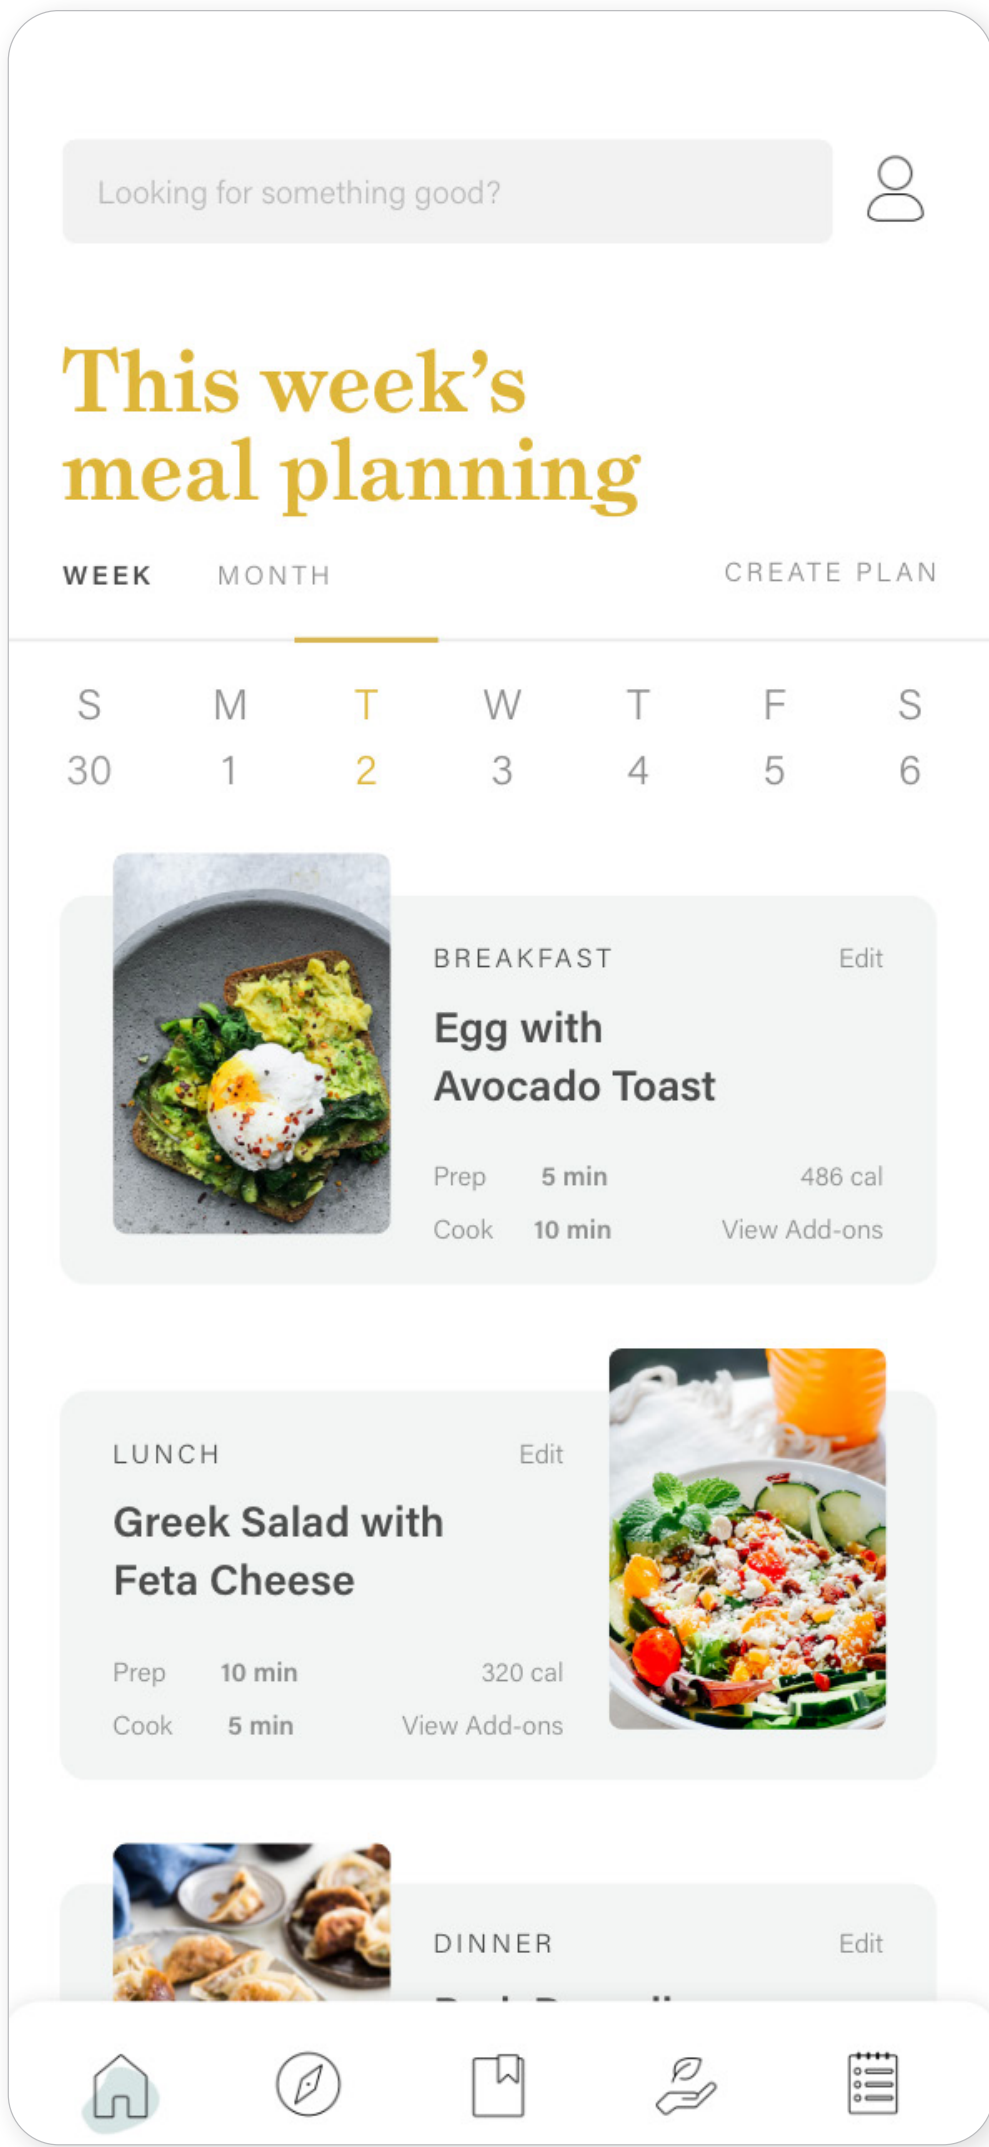 Looking for something good?
This week's
meal planning
WEEK MONTH CREATE PLAN
S M T W T F S
30 1 2 3 4 5 6
BREAKFAST Edit
Egg with
Avocado Toast
Prep 5 min 486 cal
Cook 10 min View Add-ons
LUNCH Edit
Greek Salad with
Feta Cheese
Prep 10 min 320 cal
Cook 5 min View Add-ons
DINNER Edit